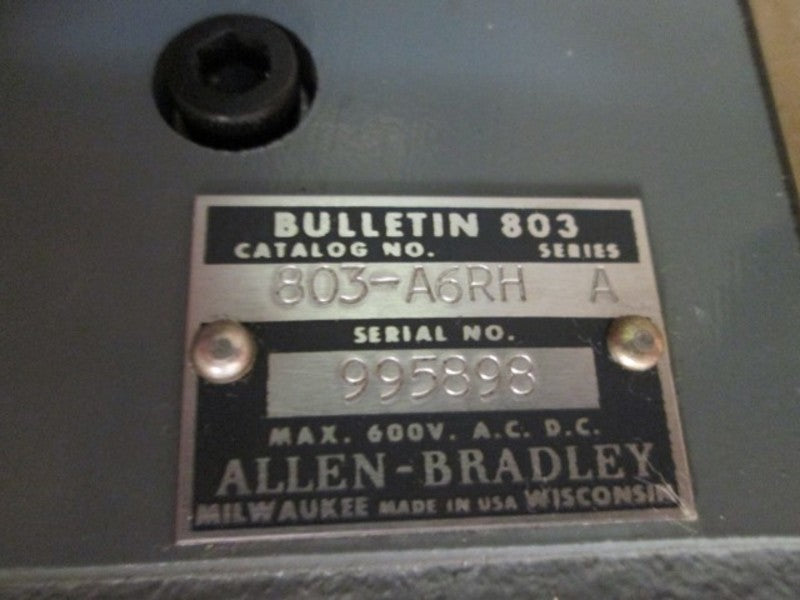 BULLETIN 803
CATALOG NO. SERIES
803-A6RH A
SERIAL NO.
995898
MAX. 600V. A.C. D.C.
ALLEN-BRADLEY
MILWAUKEE MADE IN USA WISCONSIN